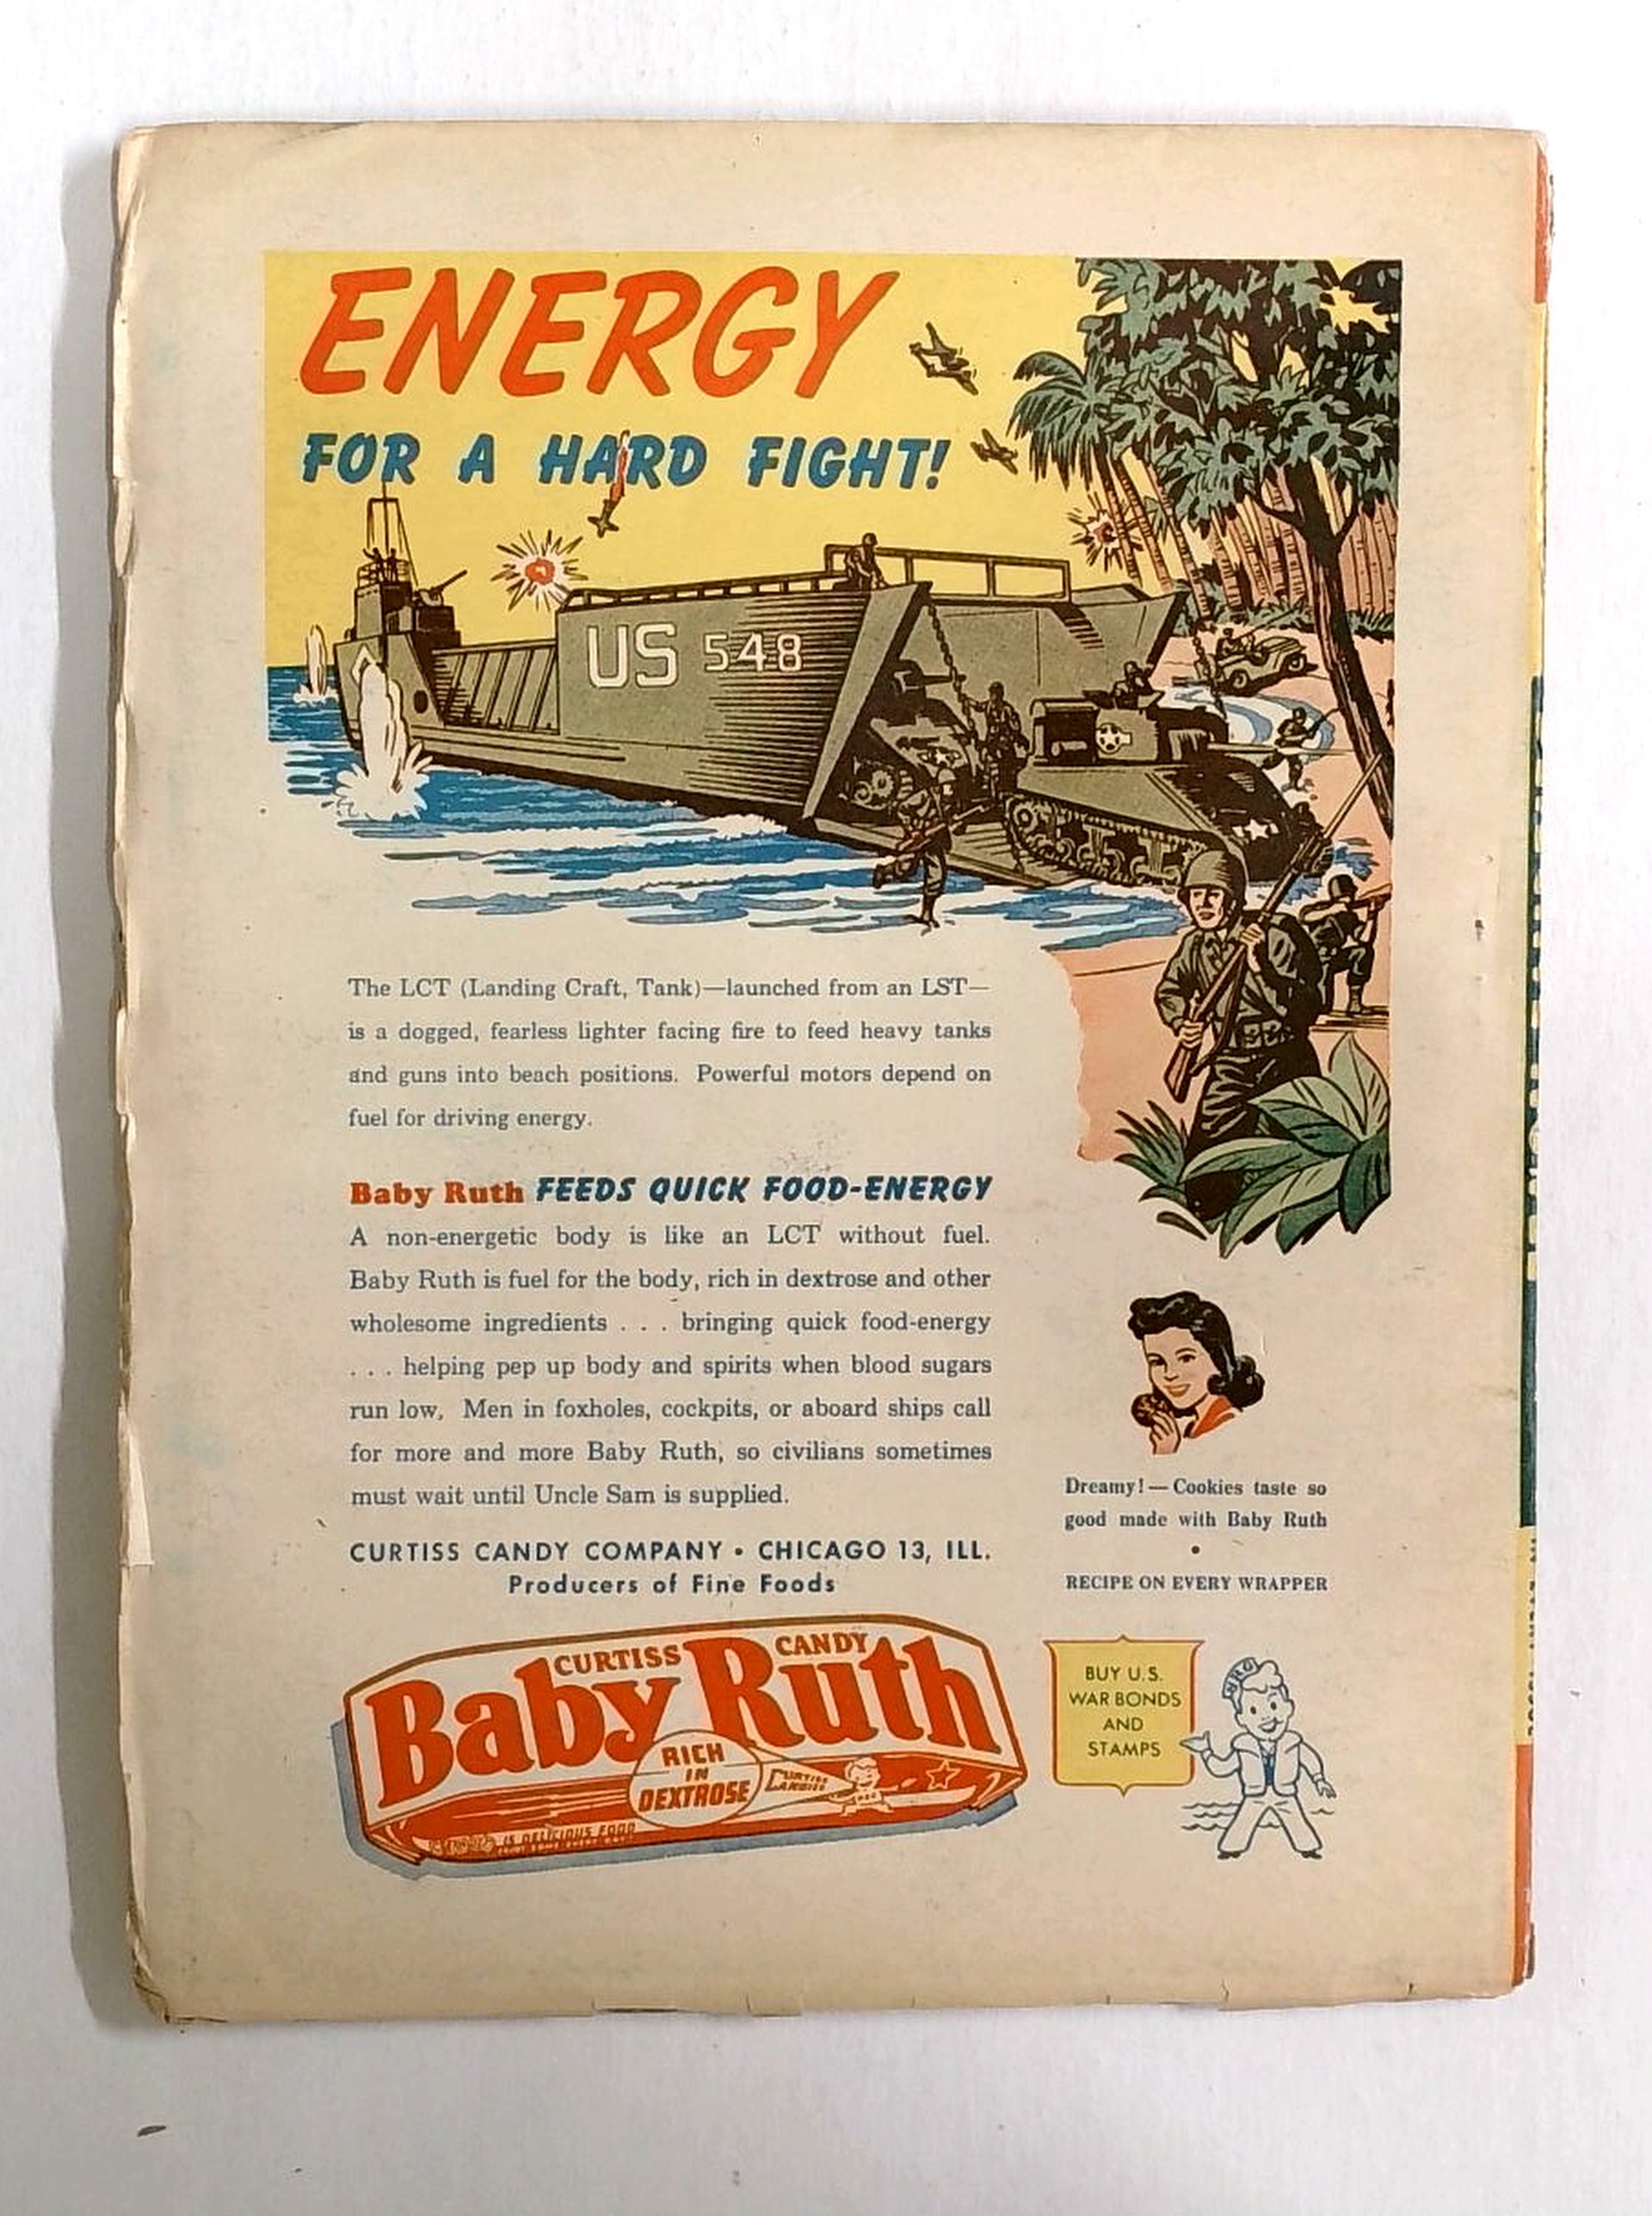 ENERGY
FOR A HARD FIGHT!
US 548
The LCT (Landing Craft, Tank)—launched from an LST—
is a dogged, fearless lighter facing fire to feed heavy tanks
and guns into beach positions. Powerful motors depend on
fuel for driving energy.
Baby Ruth FEEDS QUICK FOOD-ENERGY
A non-energetic body is like an LCT without fuel.
Baby Ruth is fuel for the body, rich in dextrose and other
wholesome ingredients . . . bringing quick food-energy
. . . helping pep up body and spirits when blood sugars
run low. Men in foxholes, cockpits, or aboard ships call
for more and more Baby Ruth, so civilians sometimes
must wait until Uncle Sam is supplied.
CURTISS CANDY COMPANY • CHICAGO 13, ILL.
Producers of Fine Foods
Dreamy!—Cookies taste so
good made with Baby Ruth
•
RECIPE ON EVERY WRAPPER
CURTISS CANDY
Baby Ruth
RICH
IN
DEXTROSE
CURTISS
CANDIES
IS DELICIOUS FOOD
BUY U.S.
WAR BONDS
AND
STAMPS